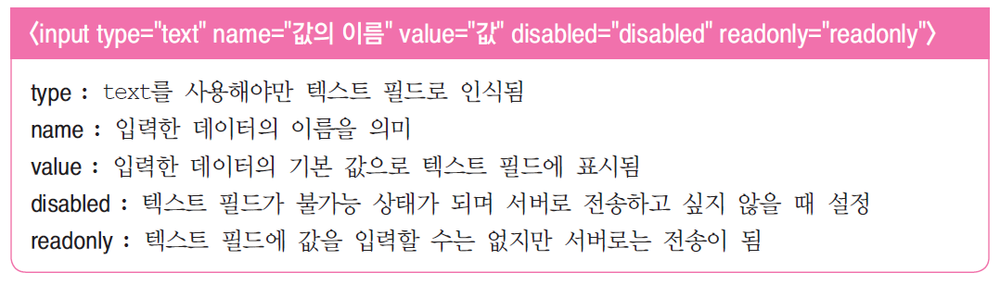 〈input type="text" name="값의 이름" value="값" disabled="disabled" readonly="readonly"〉
type : text를 사용해야만 텍스트 필드로 인식됨
name : 입력한 데이터의 이름을 의미
value : 입력한 데이터의 기본 값으로 텍스트 필드에 표시됨
disabled : 텍스트 필드가 불가능 상태가 되며 서버로 전송하고 싶지 않을 때 설정
readonly : 텍스트 필드에 값을 입력할 수는 없지만 서버로는 전송이 됨